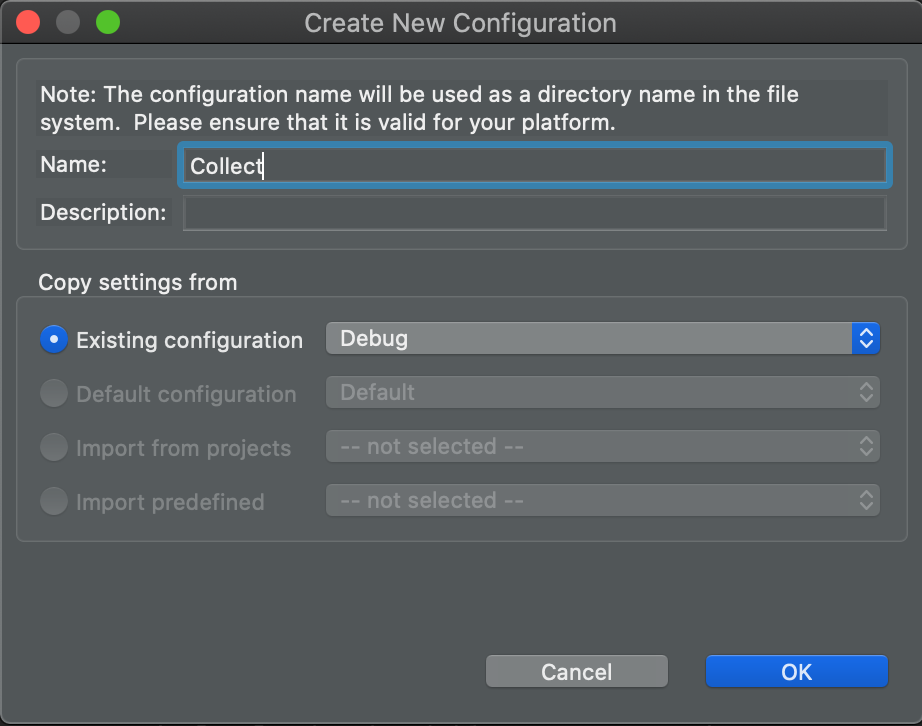 Create New Configuration
Note: The configuration name will be used as a directory name in the file
system.  Please ensure that it is valid for your platform.
Name: Collect
Description:
Copy settings from
Existing configuration Debug
Default configuration Default
Import from projects -- not selected --
Import predefined -- not selected --
Cancel OK